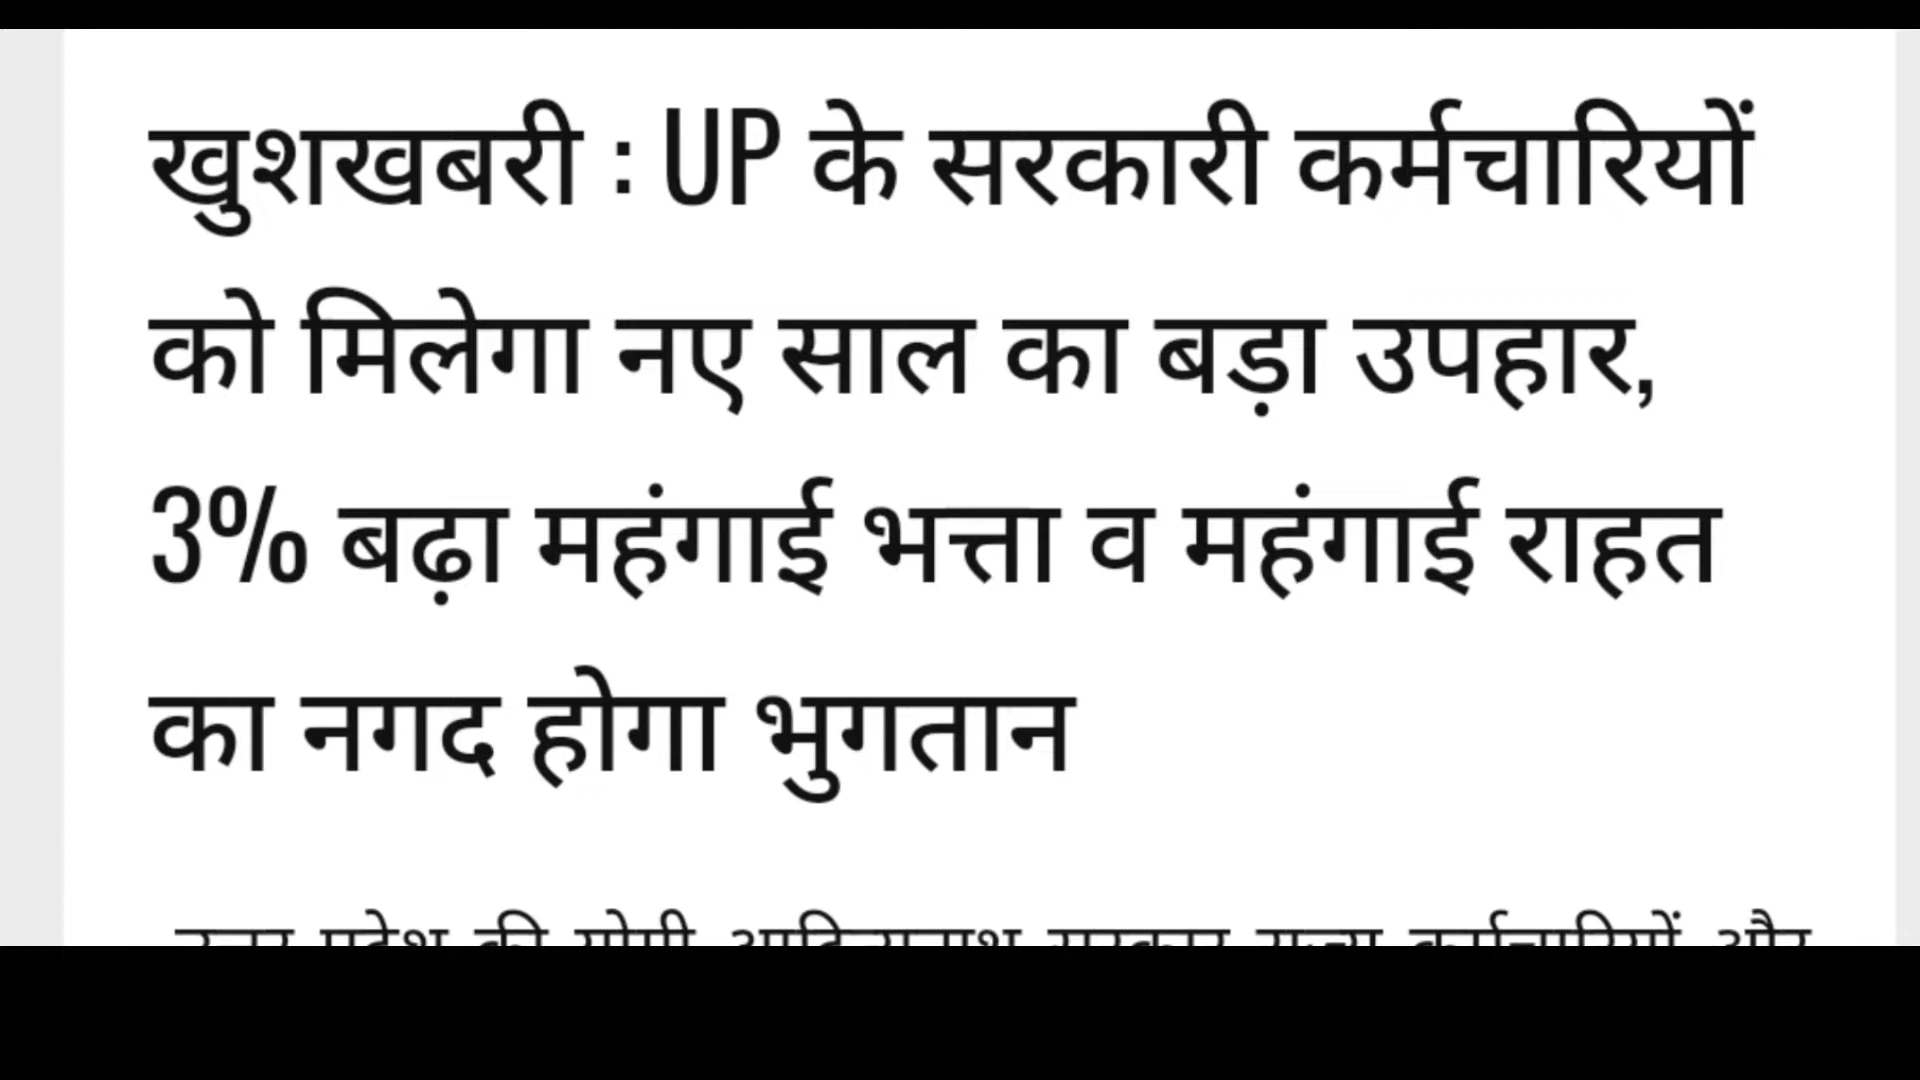 खुशखबरी : UP के सरकारी कर्मचारियों
को मिलेगा नए साल का बड़ा उपहार,
3% बढ़ा महंगाई भत्ता व महंगाई राहत
का नगद होगा भुगतान